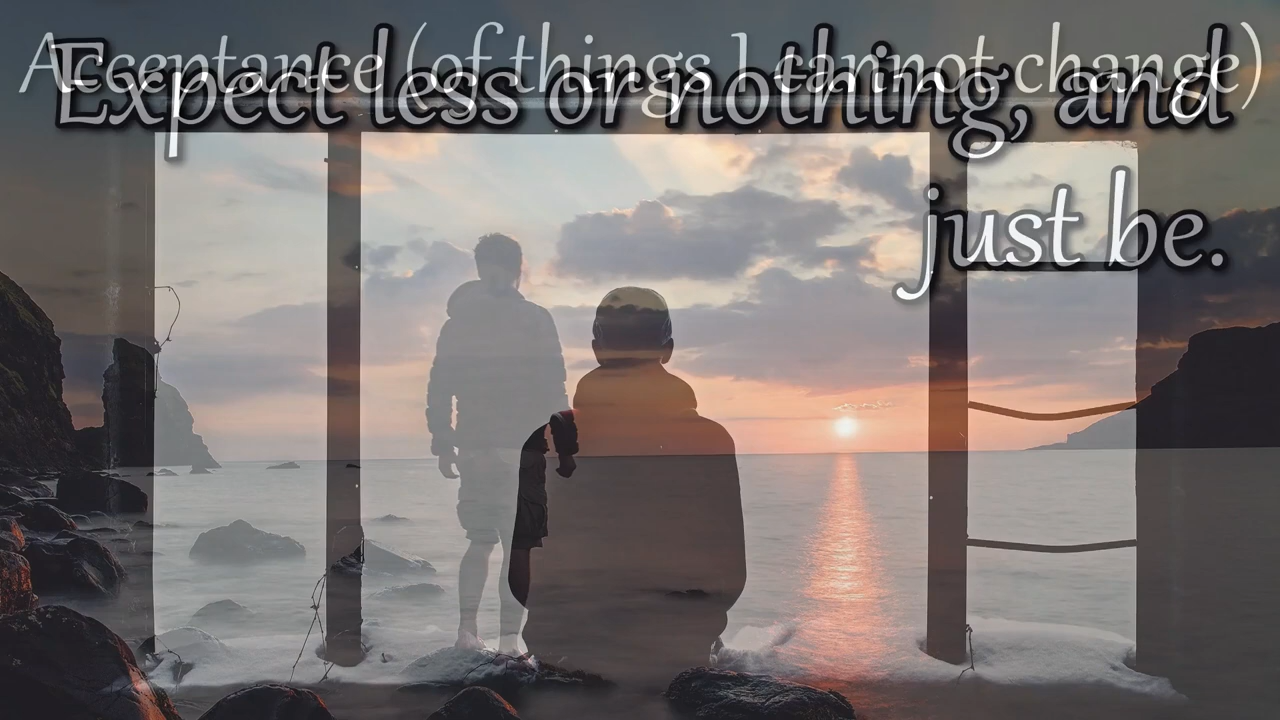 Acceptance (of things I cannot change)
Expect less or nothing, and
just be.